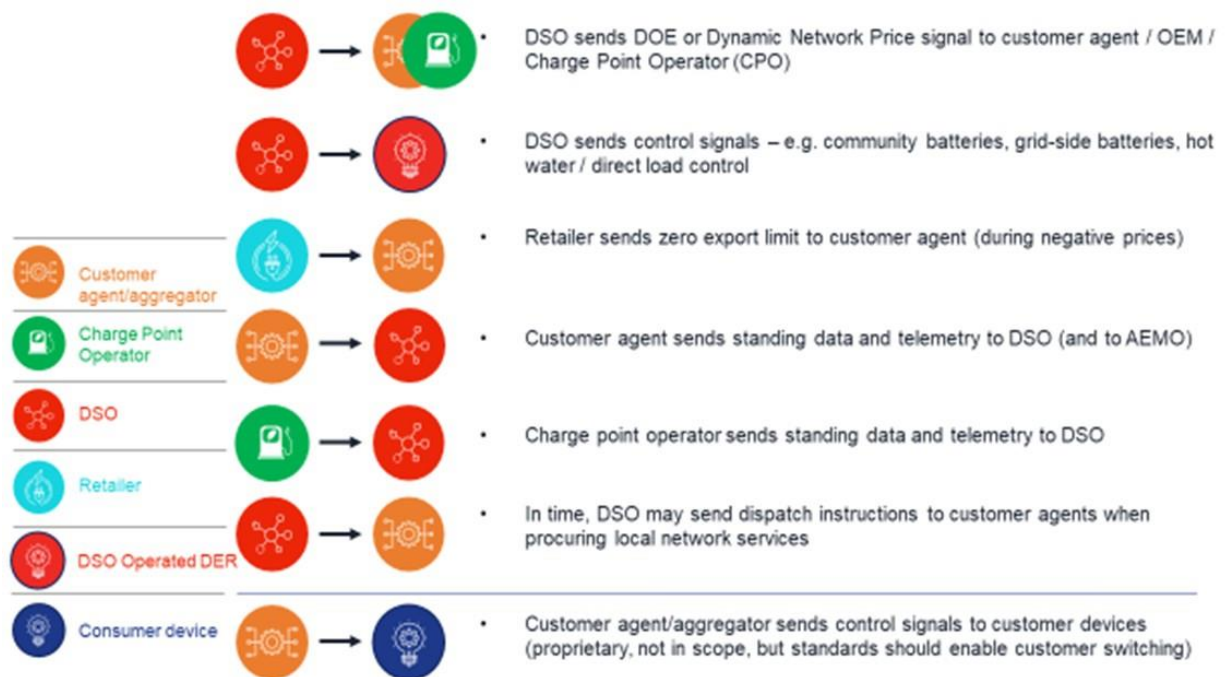 DSO sends DOE or Dynamic Network Price signal to customer agent / OEM /
Charge Point Operator (CPO)
DSO sends control signals – e.g. community batteries, grid-side batteries, hot
water / direct load control
Retailer sends zero export limit to customer agent (during negative prices)
Customer agent sends standing data and telemetry to DSO (and to AEMO)
Charge point operator sends standing data and telemetry to DSO
In time, DSO may send dispatch instructions to customer agents when
procuring local network services
Customer agent/aggregator sends control signals to customer devices
(proprietary, not in scope, but standards should enable customer switching)
Customer
agent/aggregator
Charge Point
Operator
DSO
Retailer
DSO Operated DER
Consumer device